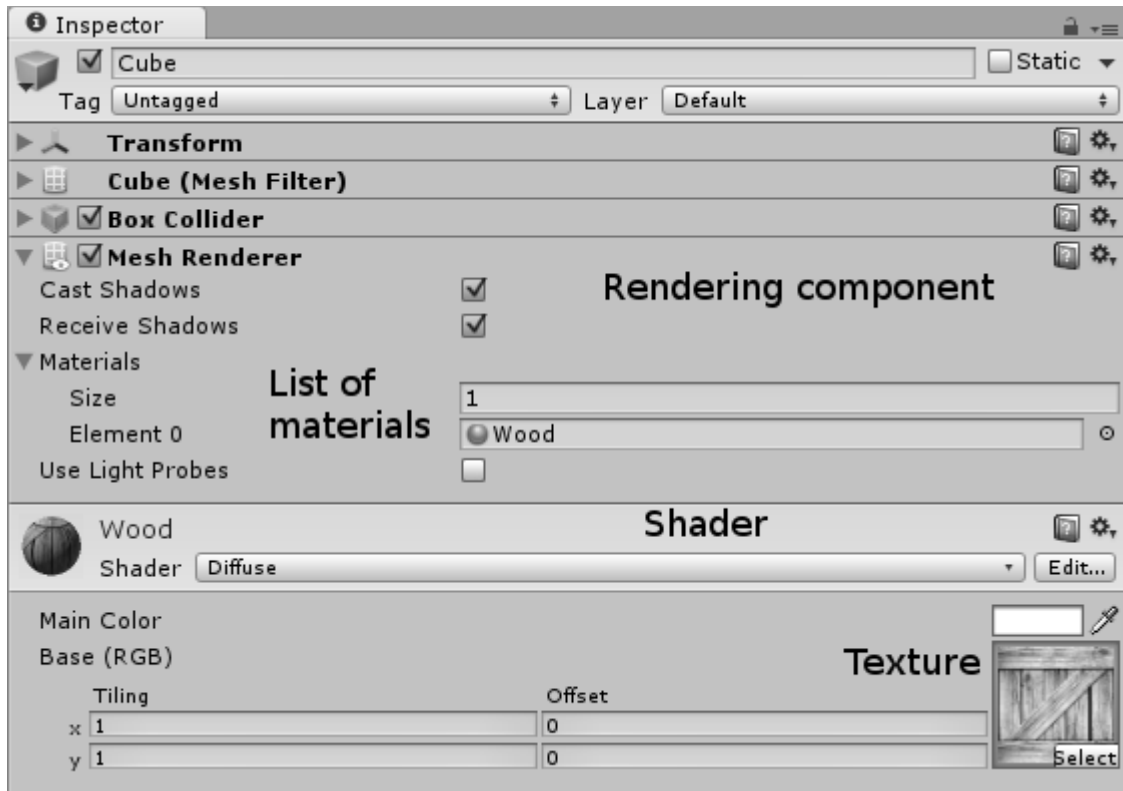 Inspector
Cube Static
Tag Untagged Layer Default
Transform
Cube (Mesh Filter)
Box Collider
Mesh Renderer
Rendering component
Cast Shadows
Receive Shadows
Materials
List of
materials
Size 1
Element 0 Wood
Use Light Probes
Wood
Shader
Shader Diffuse Edit...
Main Color
Base (RGB)
Texture
Tiling Offset
x 1 0
y 1 0
Select